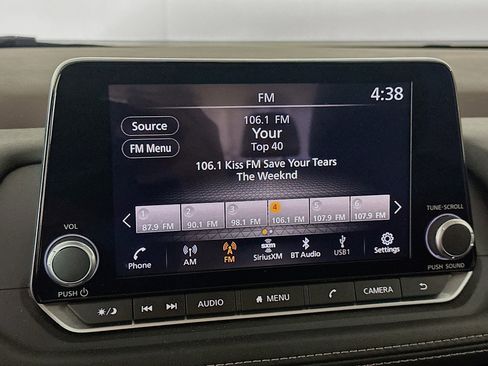 FM 4:38
Source
106.1 FM
Your
Top 40
FM Menu
106.1 Kiss FM Save Your Tears
The Weeknd
1 2 3 4 5 6
87.9 FM 90.1 FM 98.1 FM 106.1 FM 107.9 FM 107.9 FM
VOL
TUNE·SCROLL
Phone AM FM SiriusXM BT Audio USB1 Settings
sxm
PUSH
PUSH SOUND
AUDIO MENU CAMERA